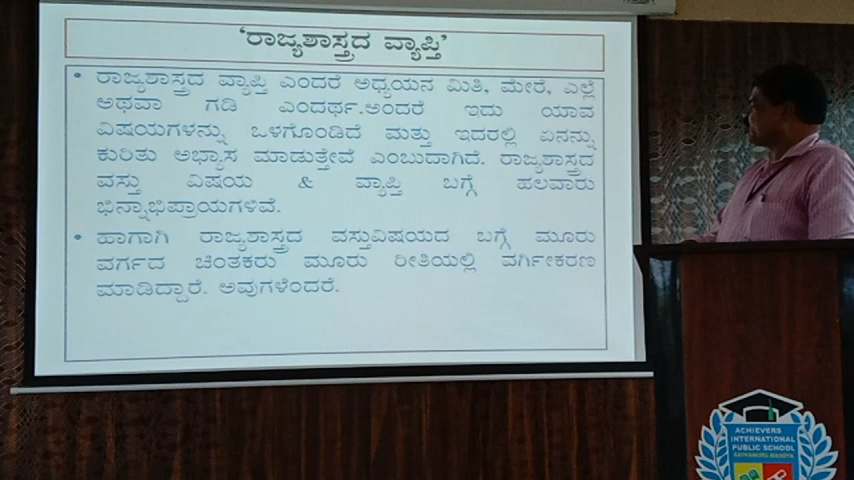 ‘ರಾಜ್ಯಶಾಸ್ತ್ರದ ವ್ಯಾಪ್ತಿ’
• ರಾಜ್ಯಶಾಸ್ತ್ರದ ವ್ಯಾಪ್ತಿ ಎಂದರೆ ಅಧ್ಯಯನ ಮಿತಿ, ಮೇರೆ, ಎಲ್ಲೆ
ಅಥವಾ ಗಡಿ ಎಂದರ್ಥ.ಅಂದರೆ ಇದು ಯಾವ
ವಿಷಯಗಳನ್ನು ಒಳಗೊಂಡಿದೆ ಮತ್ತು ಇದರಲ್ಲಿ ಏನನ್ನು
ಕುರಿತು ಅಭ್ಯಾಸ ಮಾಡುತ್ತೇವೆ ಎಂಬುದಾಗಿದೆ. ರಾಜ್ಯಶಾಸ್ತ್ರದ
ವಸ್ತು ವಿಷಯ & ವ್ಯಾಪ್ತಿ ಬಗ್ಗೆ ಹಲವಾರು
ಭಿನ್ನಾಭಿಪ್ರಾಯಗಳಿವೆ.
• ಹಾಗಾಗಿ ರಾಜ್ಯಶಾಸ್ತ್ರದ ವಸ್ತುವಿಷಯದ ಬಗ್ಗೆ ಮೂರು
ವರ್ಗದ ಚಿಂತಕರು ಮೂರು ರೀತಿಯಲ್ಲಿ ವರ್ಗೀಕರಣ
ಮಾಡಿದ್ದಾರೆ. ಅವುಗಳೆಂದರೆ.
ACHIEVERS
INTERNATIONAL
PUBLIC SCHOOL